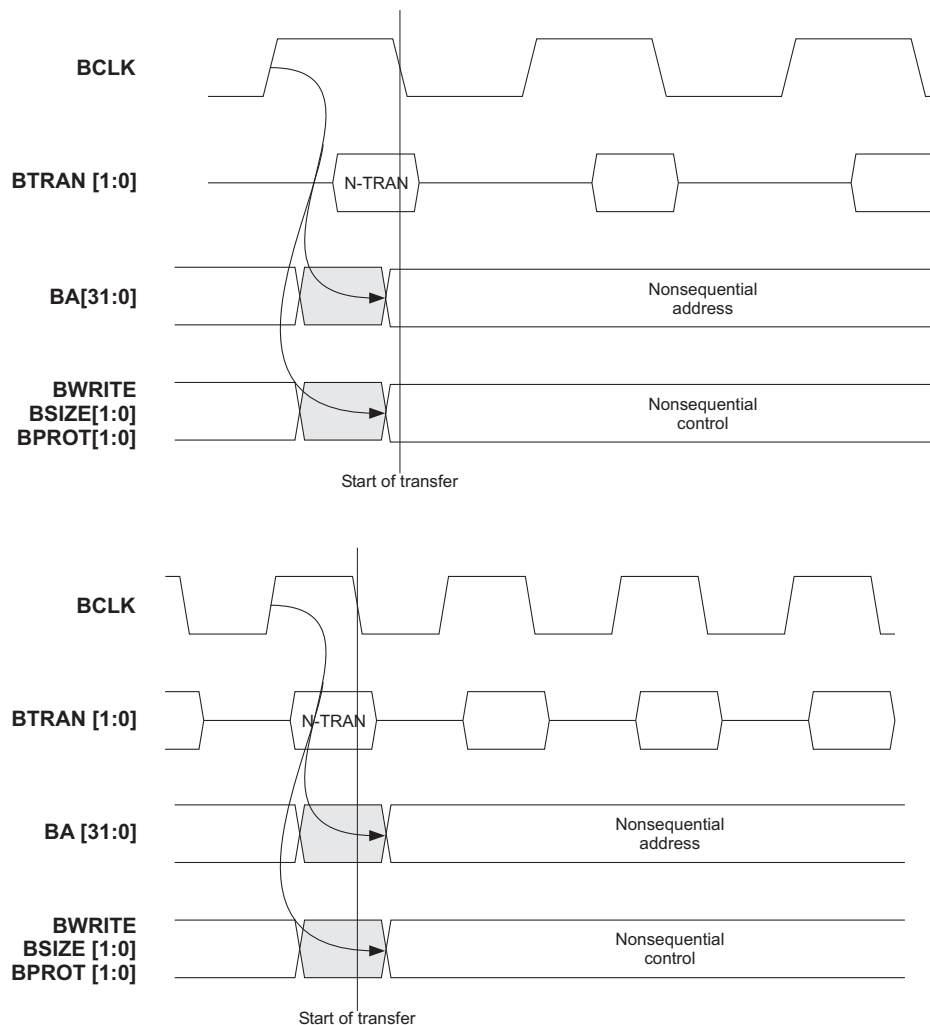 BCLK
BTRAN [1:0]
N-TRAN
BA[31:0]
Nonsequential
address
BWRITE
BSIZE[1:0]
BPROT[1:0]
Nonsequential
control
Start of transfer
BCLK
BTRAN [1:0]
N-TRAN
BA [31:0]
Nonsequential
address
BWRITE
BSIZE [1:0]
BPROT [1:0]
Nonsequential
control
Start of transfer